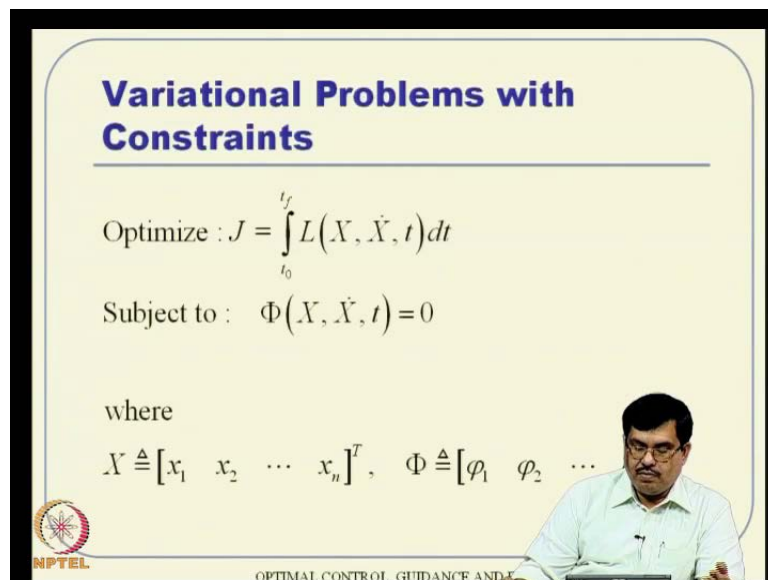 Variational Problems with
Constraints
Optimize : J = ∫_{t_0}^{t_f} L(X, Ẋ, t)dt
Subject to : Φ(X, Ẋ, t) = 0
where
X ≜ [x_1 x_2 ⋯ x_n]^T, Φ ≜ [φ_1 φ_2 ⋯
NPTEL
OPTIMAL CONTROL, GUIDANCE AND